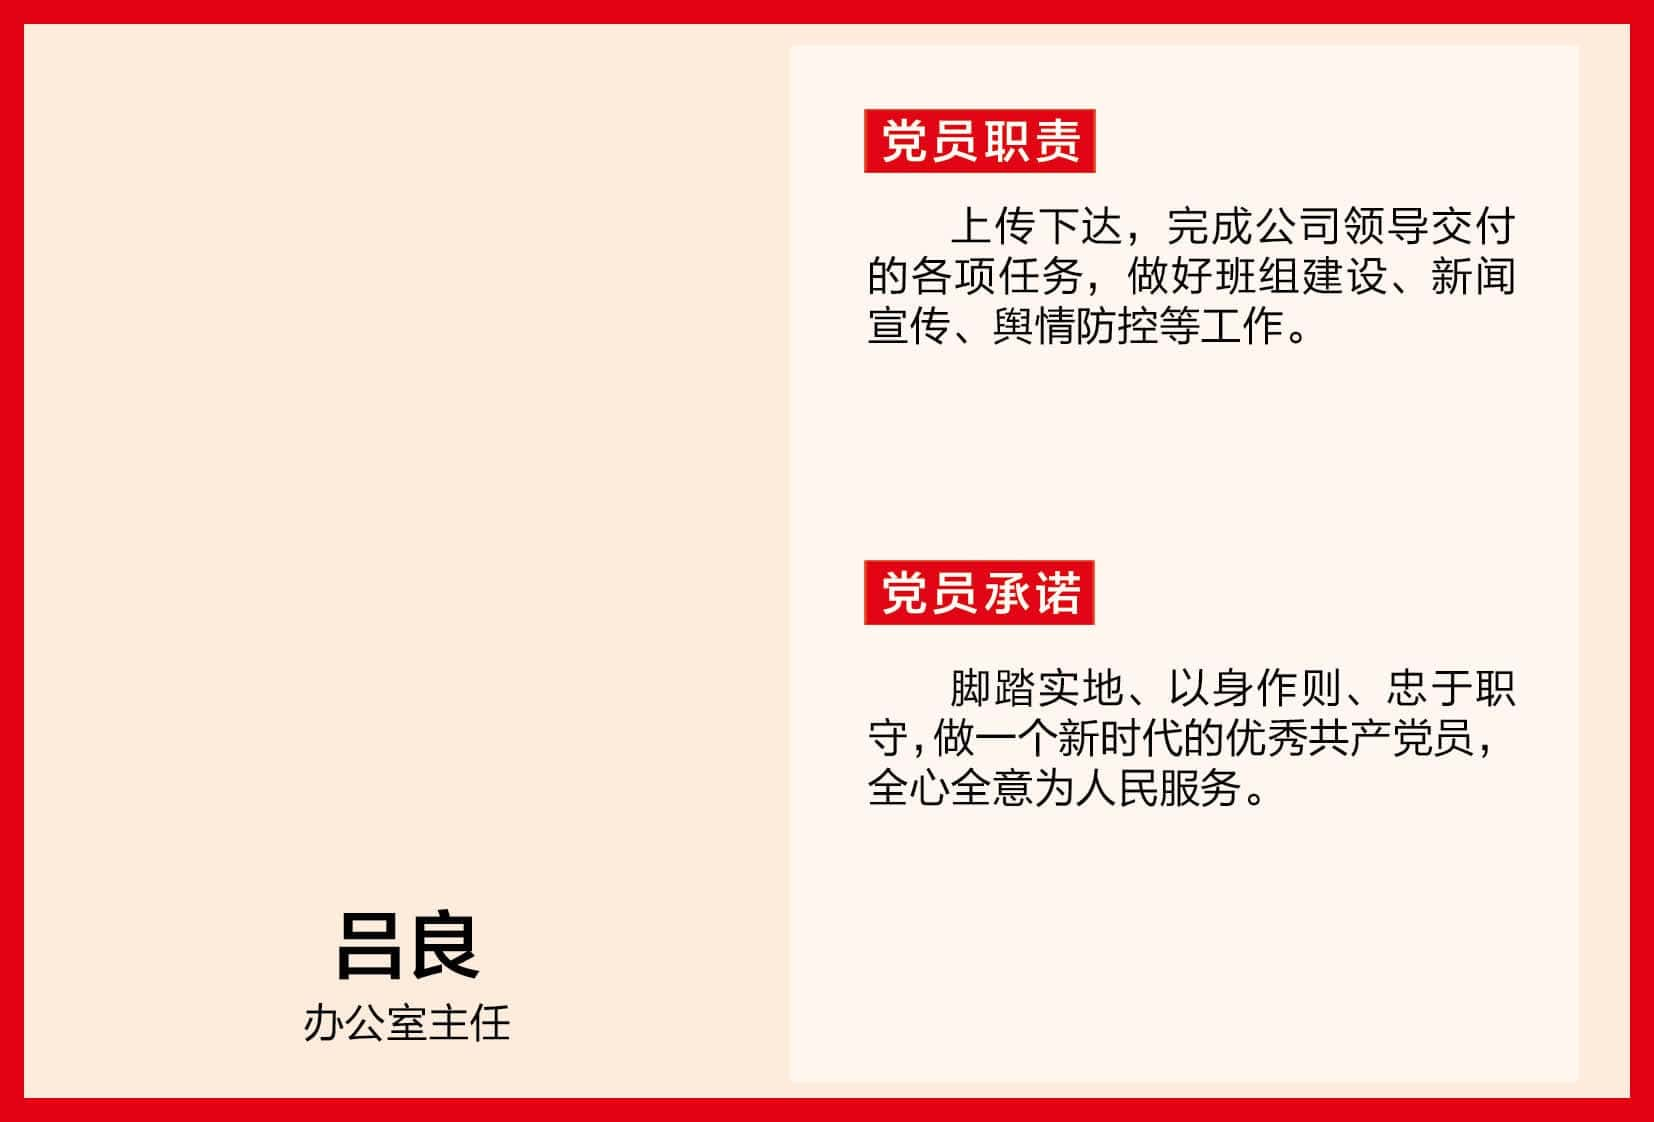 党员职责
上传下达，完成公司领导交付
的各项任务，做好班组建设、新闻
宣传、舆情防控等工作。
党员承诺
脚踏实地、以身作则、忠于职
守，做一个新时代的优秀共产党员，
全心全意为人民服务。
吕良
办公室主任